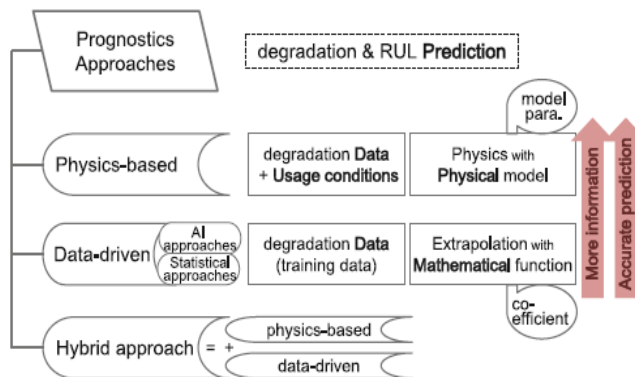 Prognostics
Approaches
degradation & RUL Prediction
model
para.
Physics-based
degradation Data
+ Usage conditions
Physics with
Physical model
Data-driven
AI
approaches
Statistical
approaches
degradation Data
(training data)
Extrapolation with
Mathematical function
co-
efficient
More information
Accurate prediction
Hybrid approach
= +
physics-based
data-driven